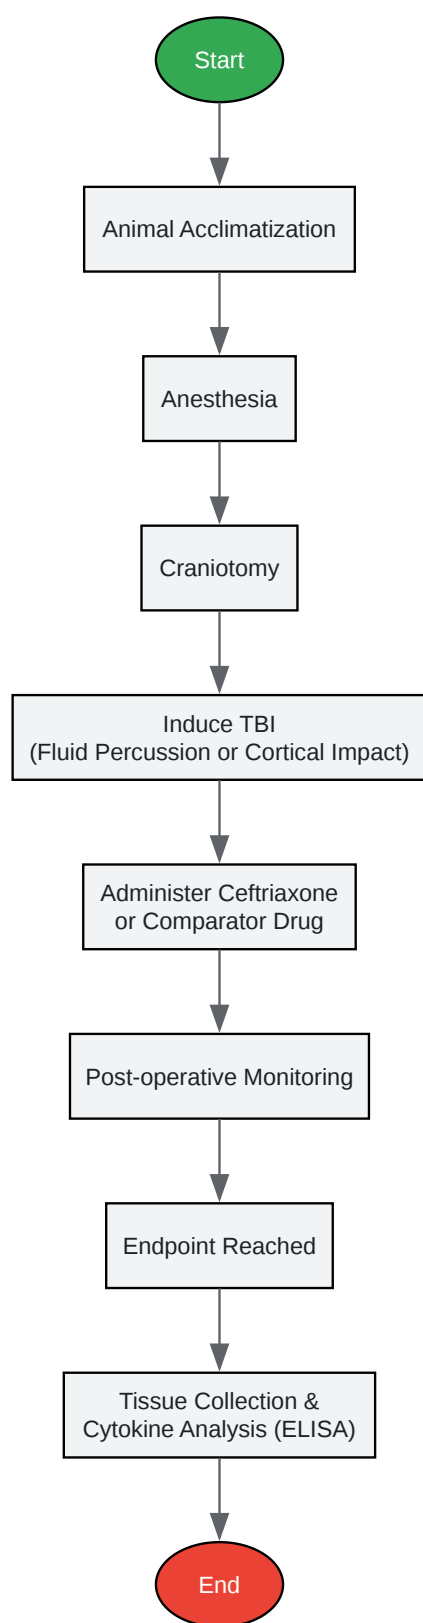 Start
Animal Acclimatization
Anesthesia
Craniotomy
Induce TBI
(Fluid Percussion or Cortical Impact)
Administer Ceftriaxone
or Comparator Drug
Post-operative Monitoring
Endpoint Reached
Tissue Collection &
Cytokine Analysis (ELISA)
End